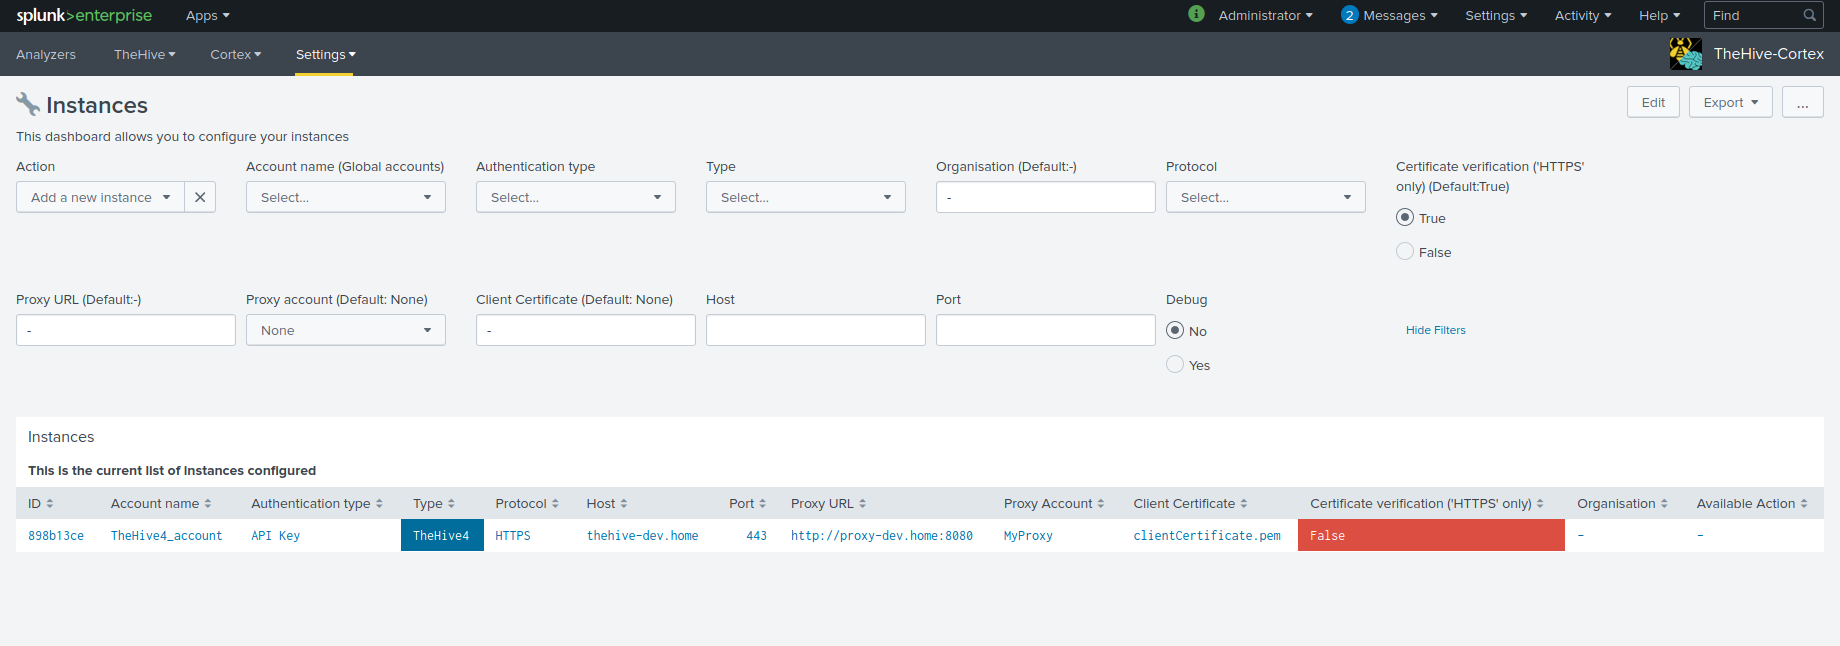 splunk>enterprise Apps i Administrator 2 Messages Settings Activity Help Find
Analyzers TheHive Cortex Settings TheHive-Cortex
Instances Edit Export ...
This dashboard allows you to configure your instances
Action Account name (Global accounts) Authentication type Type Organisation (Default:-) Protocol Certificate verification ('HTTPS'
only) (Default:True)
Add a new instance Select... Select... Select... - Select...
True
False
Proxy URL (Default:-) Proxy account (Default: None) Client Certificate (Default: None) Host Port Debug
- None - No Hide Filters
Yes
Instances
This is the current list of instances configured
ID Account name Authentication type Type Protocol Host Port Proxy URL Proxy Account Client Certificate Certificate verification ('HTTPS' only) Organisation Available Action
898b13ce TheHive4_account API Key TheHive4 HTTPS thehive-dev.home 443 http://proxy-dev.home:8080 MyProxy clientCertificate.pem False - -